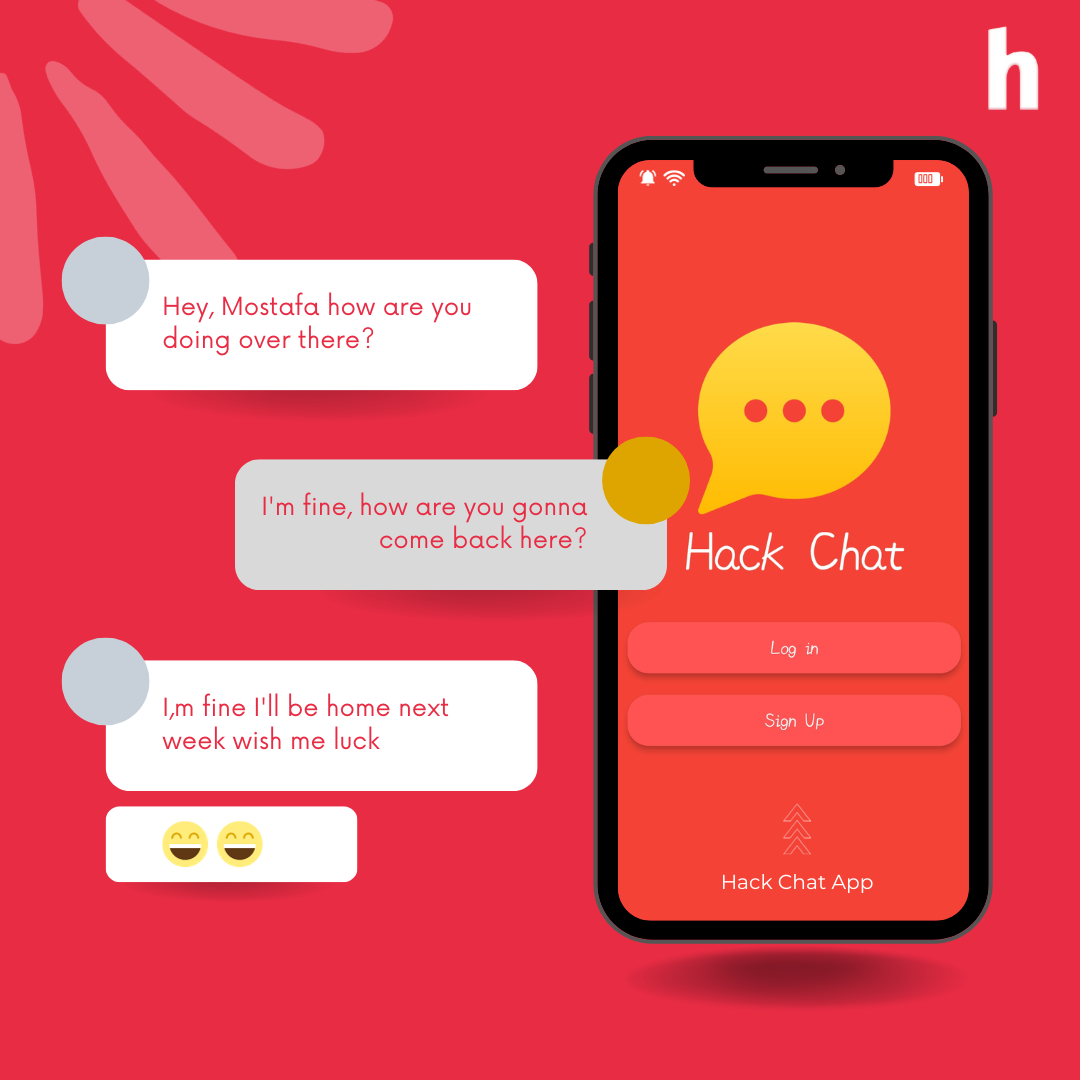 h
Hey, Mostafa how are you
doing over there?
I'm fine, how are you gonna
come back here?
I,m fine I'll be home next
week wish me luck
Hack Chat
Log in
Sign Up
Hack Chat App